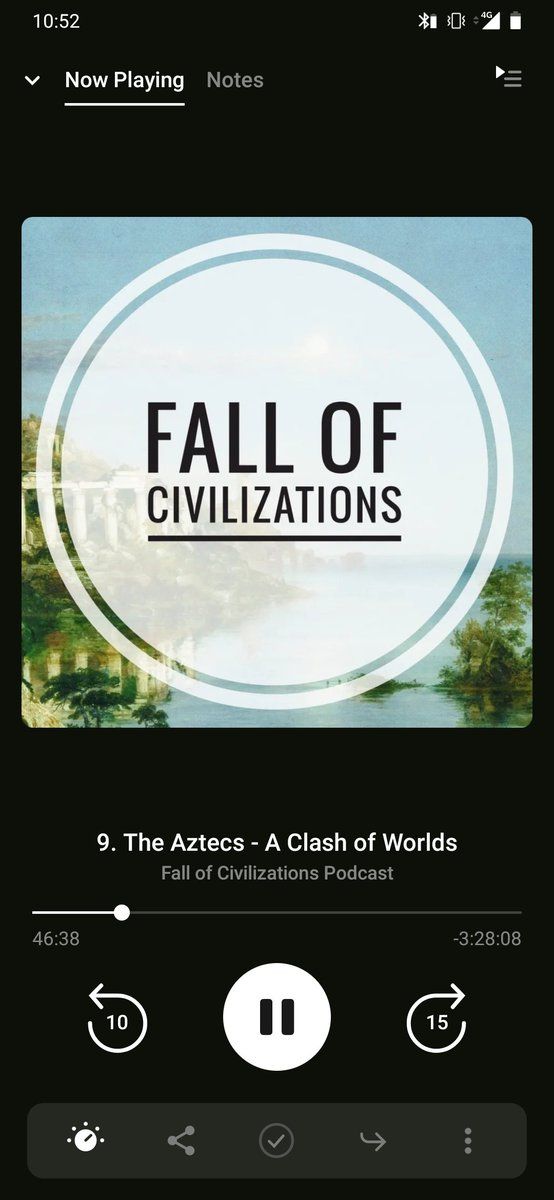 10:52
4G
Now Playing
Notes
FALL OF
CIVILIZATIONS
9. The Aztecs - A Clash of Worlds
Fall of Civilizations Podcast
46:38
-3:28:08
10
15